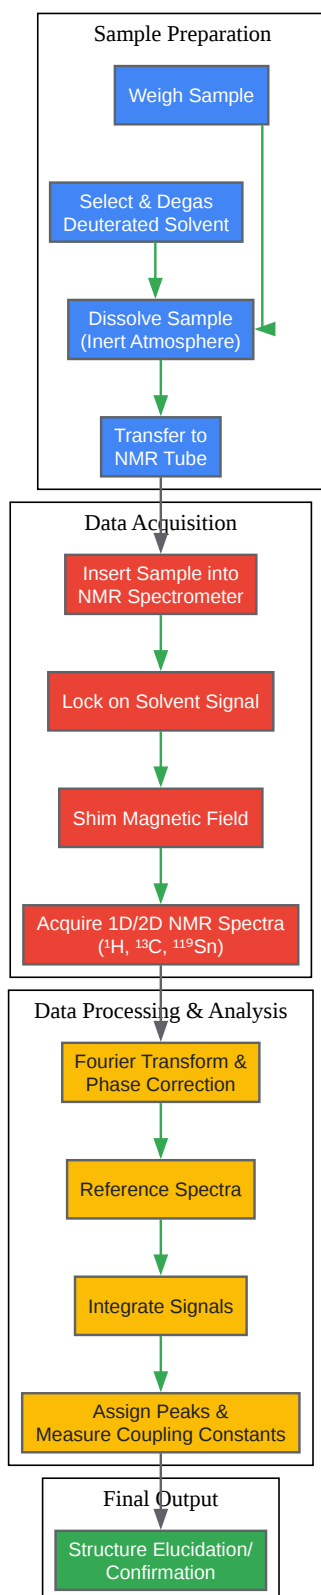 Sample Preparation
Weigh Sample
Select & Degas
Deuterated Solvent
Dissolve Sample
(Inert Atmosphere)
Transfer to
NMR Tube
Data Acquisition
Insert Sample into
NMR Spectrometer
Lock on Solvent Signal
Shim Magnetic Field
Acquire 1D/2D NMR Spectra
(¹H, ¹³C, ¹¹⁹Sn)
Data Processing & Analysis
Fourier Transform &
Phase Correction
Reference Spectra
Integrate Signals
Assign Peaks &
Measure Coupling Constants
Final Output
Structure Elucidation/
Confirmation